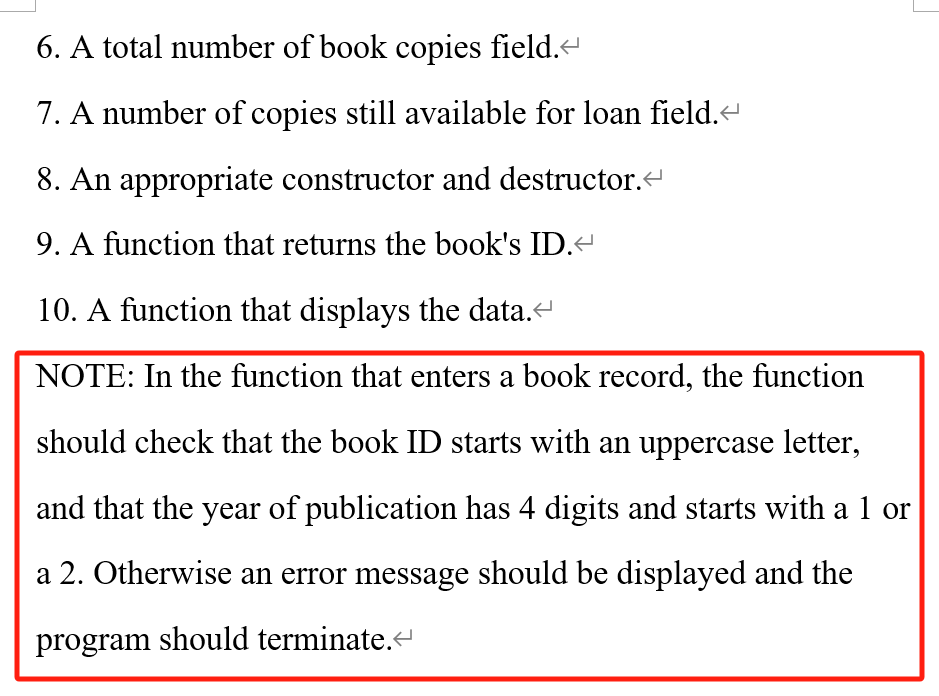 6. A total number of book copies field.↵
7. A number of copies still available for loan field.↵
8. An appropriate constructor and destructor.↵
9. A function that returns the book's ID.↵
10. A function that displays the data.↵
NOTE: In the function that enters a book record, the function
should check that the book ID starts with an uppercase letter,
and that the year of publication has 4 digits and starts with a 1 or
a 2. Otherwise an error message should be displayed and the
program should terminate.↵